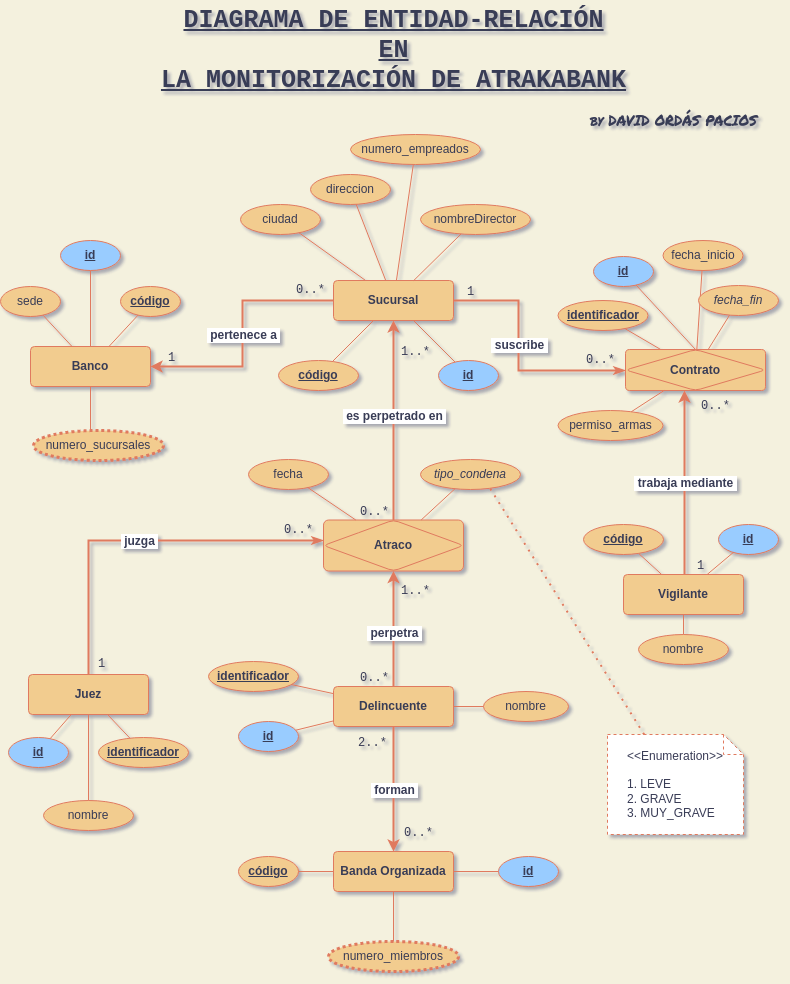 DIAGRAMA DE ENTIDAD-RELACIÓN
EN
LA MONITORIZACIÓN DE ATRAKABANK
BY DAVID ORDÁS PACIOS
numero_empreados
direccion
ciudad
nombreDirector
id
sede
código
Banco
numero_sucursales
1
pertenece a
0..*
Sucursal
código
id
1
suscribe
0..*
fecha_inicio
id
fecha_fin
identificador
Contrato
permiso_armas
0..*
trabaja mediante
1
código
id
Vigilante
nombre
1..*
es perpetrado en
0..*
fecha
tipo_condena
Atraco
0..*
juzga
1
Juez
id
identificador
nombre
1..*
perpetra
0..*
identificador
id
Delincuente
nombre
2..*
forman
0..*
código
Banda Organizada
id
numero_miembros
<<Enumeration>>
1. LEVE
2. GRAVE
3. MUY_GRAVE